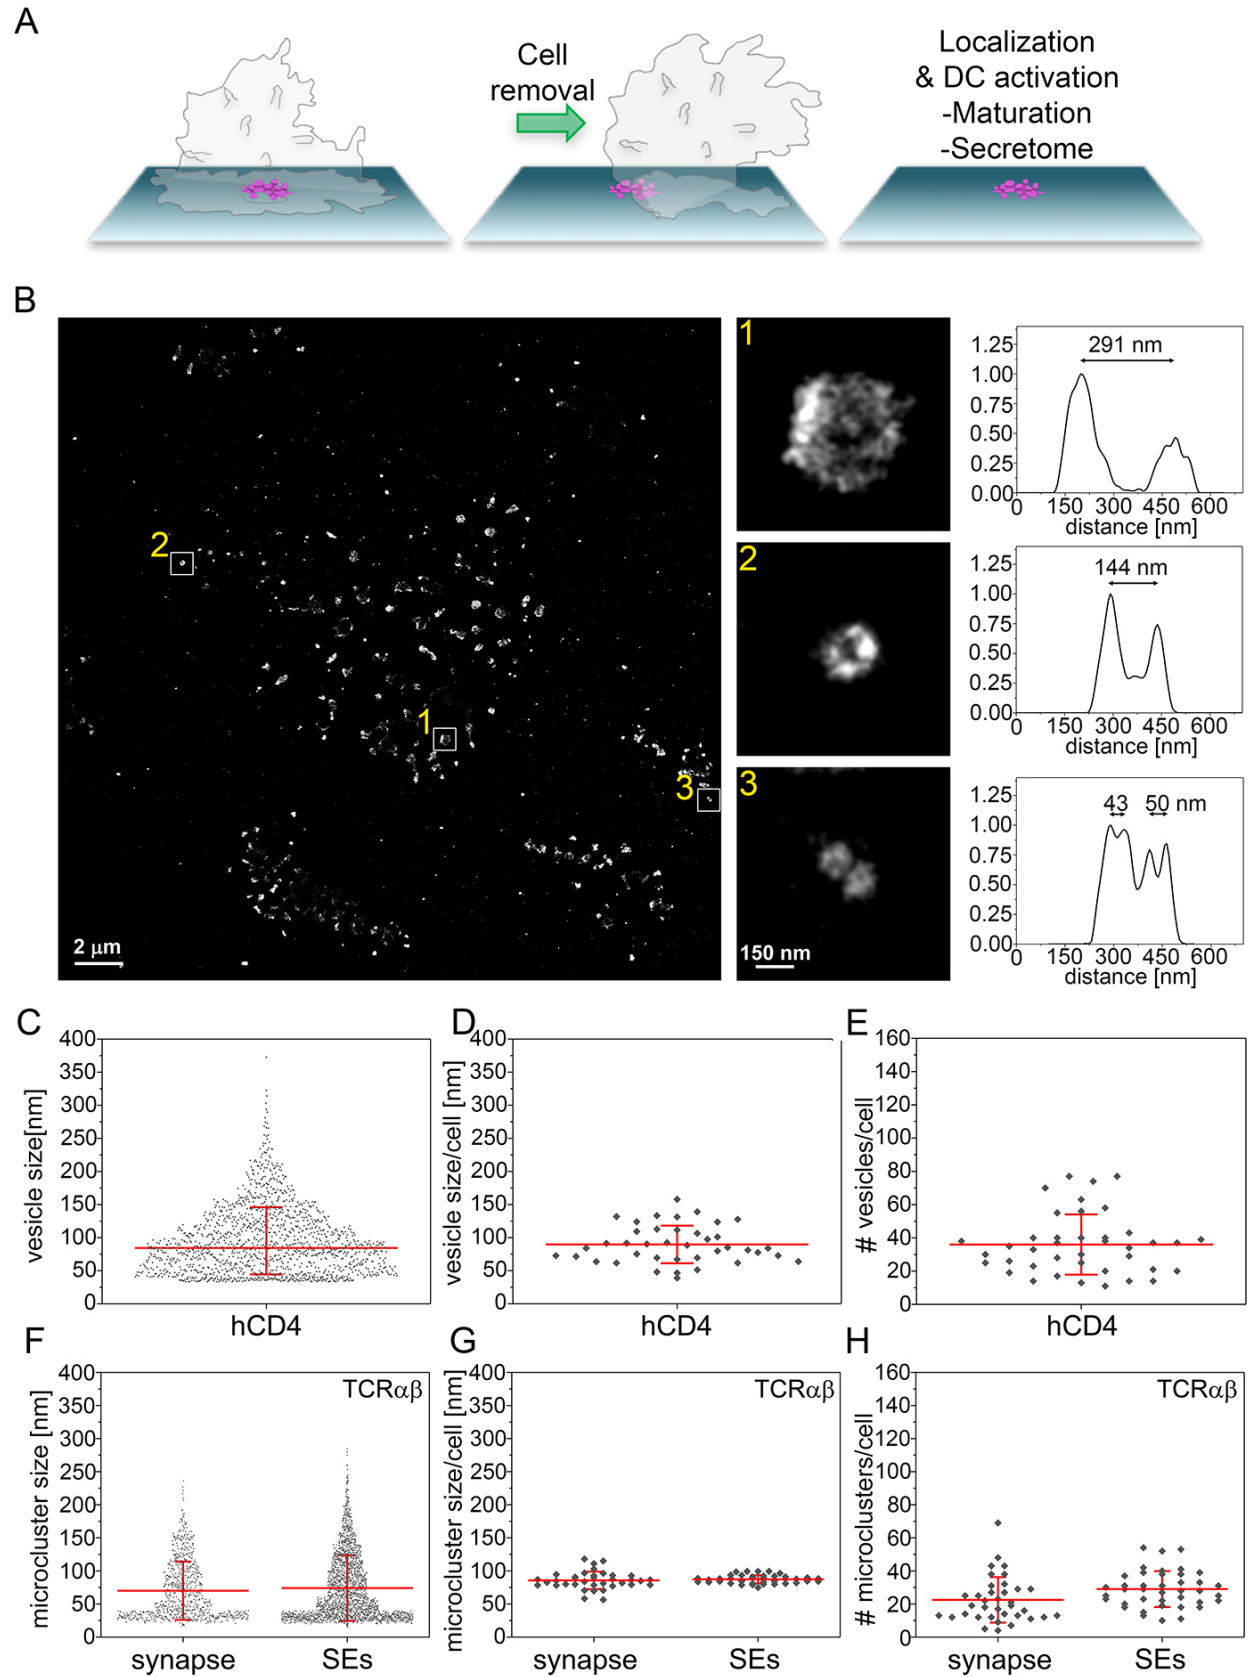 A
Cell
removal
Localization
& DC activation
-Maturation
-Secretome
B
2
1
3
2 µm
1
2
3
150 nm
1.25
1.00
0.75
0.50
0.25
0.00
291 nm
0 150 300 450 600
distance [nm]
1.25
1.00
0.75
0.50
0.25
0.00
144 nm
0 150 300 450 600
distance [nm]
1.25
1.00
0.75
0.50
0.25
0.00
43 50 nm
0 150 300 450 600
distance [nm]
C
vesicle size[nm]
400
350
300
250
200
150
100
50
0
hCD4
D
vesicle size/cell [nm]
400
350
300
250
200
150
100
50
0
hCD4
E
# vesicles/cell
160
140
120
100
80
60
40
20
0
hCD4
F
microcluster size [nm]
400
350
300
250
200
150
100
50
0
TCRαβ
synapse SEs
G
microcluster size/cell [nm]
400
350
300
250
200
150
100
50
0
TCRαβ
synapse SEs
H
# microclusters/cell
160
140
120
100
80
60
40
20
0
TCRαβ
synapse SEs